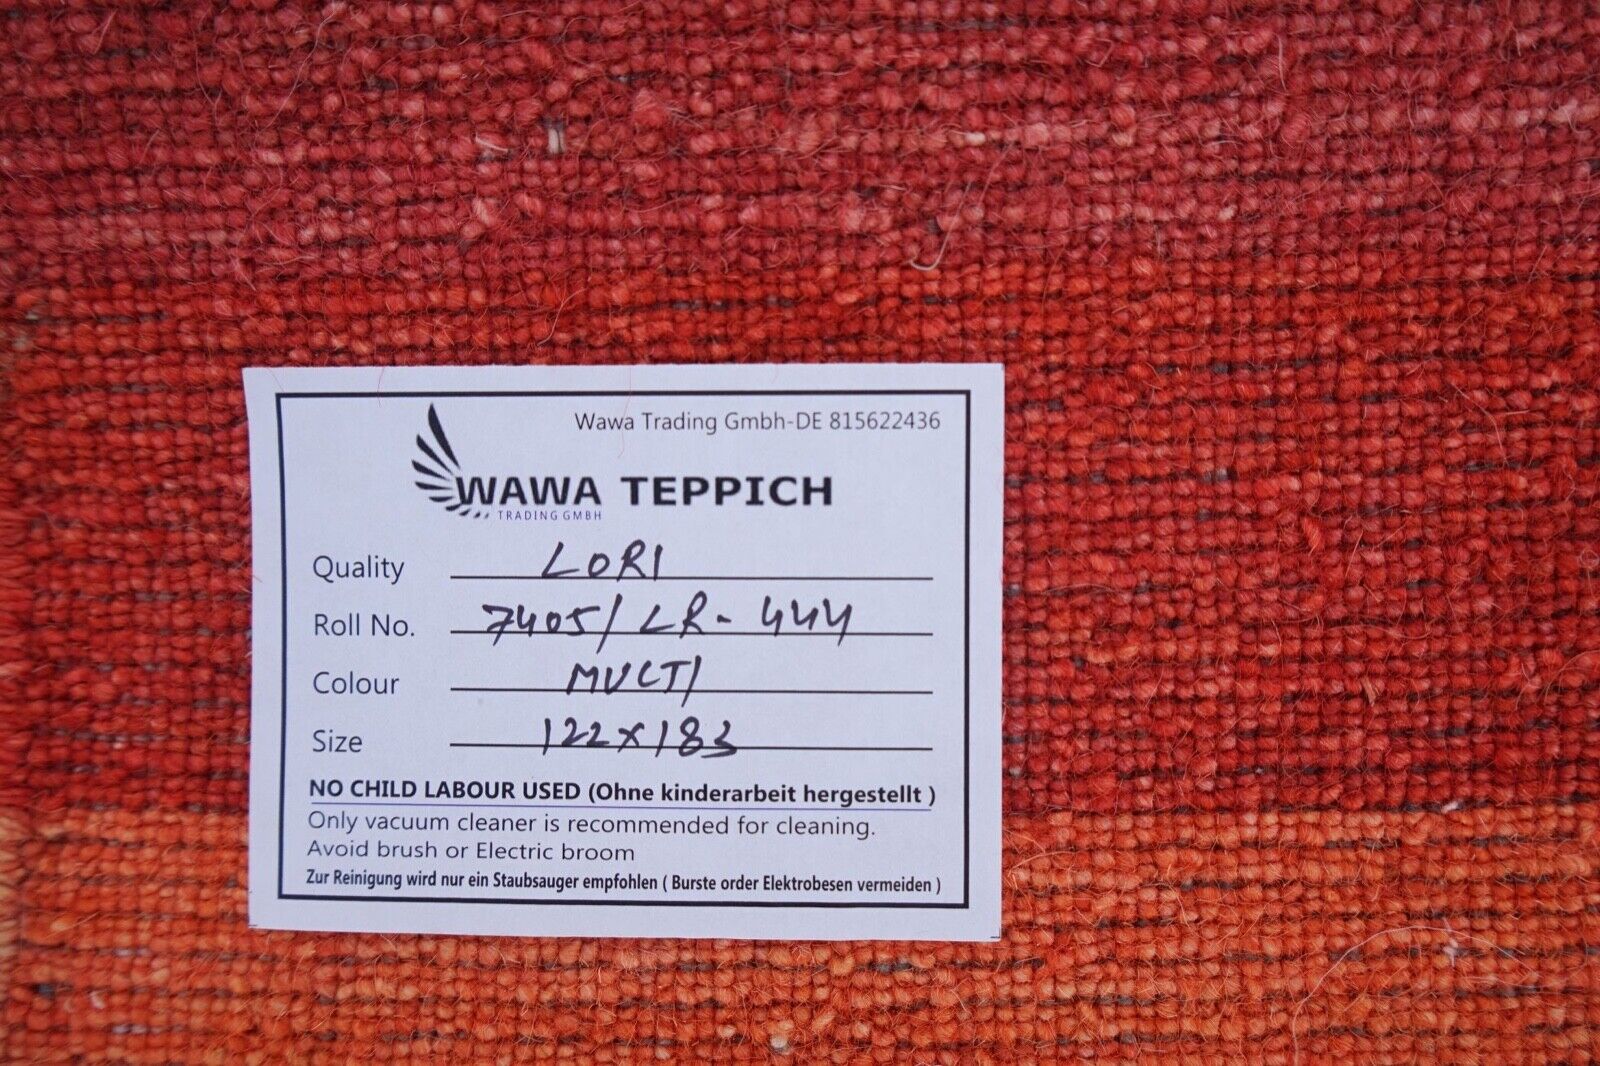 Wawa Trading Gmbh-DE 815622436
WAWA TEPPICH
TRADING GMBH
Quality LORI
Roll No. 7405/LR-444
Colour MULTI
Size 122x183
NO CHILD LABOUR USED (Ohne kinderarbeit hergestellt )
Only vacuum cleaner is recommended for cleaning.
Avoid brush or Electric broom
Zur Reinigung wird nur ein Staubsauger empfohlen ( Burste order Elektrobesen vermeiden )